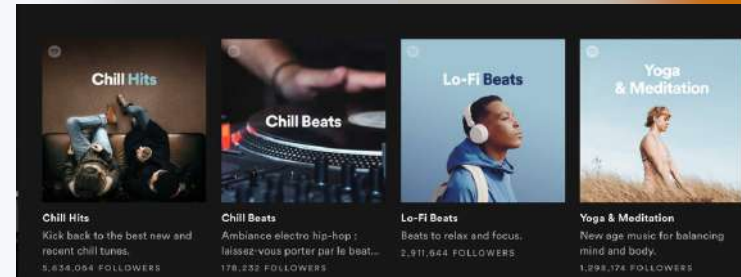 Chill Hits
Chill Beats
Lo-Fi Beats
Yoga
& Meditation
Chill Hits
Kick back to the best new and
recent chill tunes.
5,634,064 FOLLOWERS
Chill Beats
Ambiance electro hip-hop :
laissez-vous porter par le beat...
178,232 FOLLOWERS
Lo-Fi Beats
Beats to relax and focus.
2,911,644 FOLLOWERS
Yoga & Meditation
New age music for balancing
mind and body.
1,298,174 FOLLOWERS